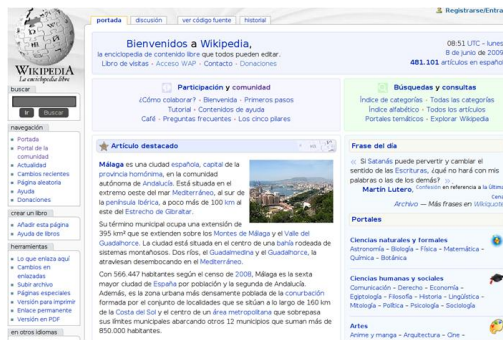 Registrarse/Entra
portada
discusión
ver código fuente
historial
WIKIPEDIA
La enciclopedia libre
buscar
Ir
Buscar
navegación
Portada
Portal de la
comunidad
Actualidad
Cambios recientes
Página aleatoria
Ayuda
Donaciones
crear un libro
Añadir esta página
Ayuda de libros
herramientas
Lo que enlaza aquí
Cambios en
enlazadas
Subir archivo
Páginas especiales
Versión para imprimir
Enlace permanente
Versión en PDF
en otros idiomas
Bienvenidos a Wikipedia,
la enciclopedia de contenido libre que todos pueden editar.
Libro de visitas · Acceso WAP · Contacto · Donaciones
08:51 UTC – lunes
8 de junio de 2009
481.101 artículos en español
Participación y comunidad
¿Cómo colaborar? · Bienvenida · Primeros pasos
Tutorial · Contenidos de ayuda
Café · Preguntas frecuentes · Los cinco pilares
Búsquedas y consultas
Índice de categorías · Todas las categorías
Índice alfabético · Todos los artículos
Portales temáticos · Explorar Wikipedia
Artículo destacado
Málaga es una ciudad española, capital de la
provincia homónima, en la comunidad
autónoma de Andalucía. Está situada en el
extremo oeste del mar Mediterráneo, al sur de
la península Ibérica, a poco más de 100 km al
este del Estrecho de Gibraltar.
Su término municipal ocupa una extensión de
395 km² que se extienden sobre los Montes de Málaga y el Valle del
Guadalhorce. La ciudad está situada en el centro de una bahía rodeada de
sistemas montañosos. Dos ríos, el Guadalmedina y el Guadalhorce, la
atraviesan desembocando en el Mediterráneo.
Con 566.447 habitantes según el censo de 2008, Málaga es la sexta
mayor ciudad de España por población y la segunda de Andalucía.
Además, es la zona urbana más densamente poblada de la conurbación
formada por el conjunto de localidades que se sitúan a lo largo de 160 km
de la Costa del Sol y el centro de un área metropolitana que sobrepasa
sus límites municipales abarcando otros 12 municipios que suman más de
850.000 habitantes.
Frase del día
« Si Satanás puede pervertir y cambiar el
sentido de las Escrituras, ¿qué no hará con mis
palabras o las de los demás? »
Martín Lutero, Confesión en referencia a la Última
Cena
Archivo — Más frases en Wikiquote
Portales
Ciencias naturales y formales
Astronomía – Biología – Física – Matemática –
Química – Botánica
Ciencias humanas y sociales
Comunicación – Derecho – Economía –
Egiptología – Filosofía – Historia – Lingüística –
Mitología – Política – Psicología – Sociología
Artes
Anime y manga – Arquitectura – Cine –